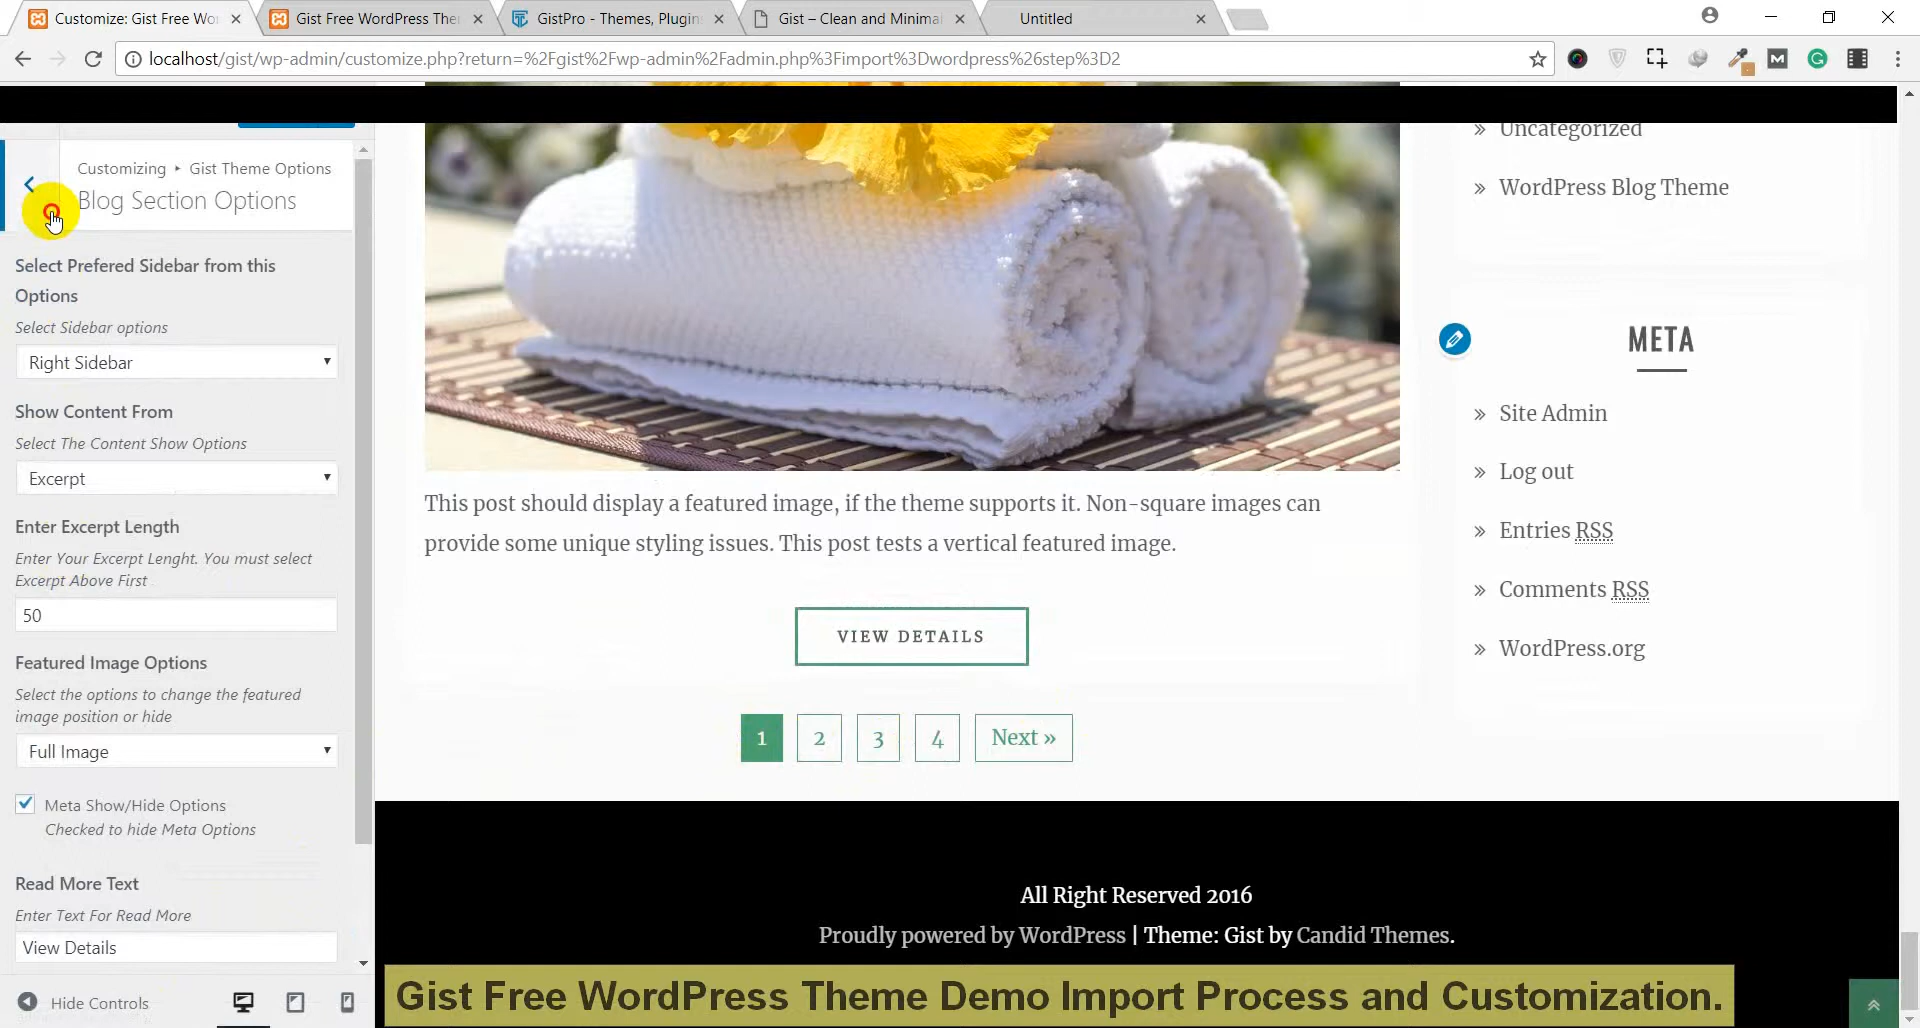 Customize: Gist Free Wo
Gist Free WordPress The
GistPro - Themes, Plugin
Gist – Clean and Minimal
Untitled
localhost/gist/wp-admin/customize.php?return=%2Fgist%2Fwp-admin%2Fadmin.php%3Fimport%3Dwordpress%26step%3D2
Customizing ▸ Gist Theme Options
Blog Section Options
Select Prefered Sidebar from this
Options
Select Sidebar options
Right Sidebar
Show Content From
Select The Content Show Options
Excerpt
Enter Excerpt Length
Enter Your Excerpt Lenght. You must select
Excerpt Above First
50
Featured Image Options
Select the options to change the featured
image position or hide
Full Image
Meta Show/Hide Options
Checked to hide Meta Options
Read More Text
Enter Text For Read More
View Details
Hide Controls
This post should display a featured image, if the theme supports it. Non-square images can
provide some unique styling issues. This post tests a vertical featured image.
VIEW DETAILS
1 2 3 4 Next »
» Uncategorized
» WordPress Blog Theme
META
» Site Admin
» Log out
» Entries RSS
» Comments RSS
» WordPress.org
All Right Reserved 2016
Proudly powered by WordPress | Theme: Gist by Candid Themes.
Gist Free WordPress Theme Demo Import Process and Customization.